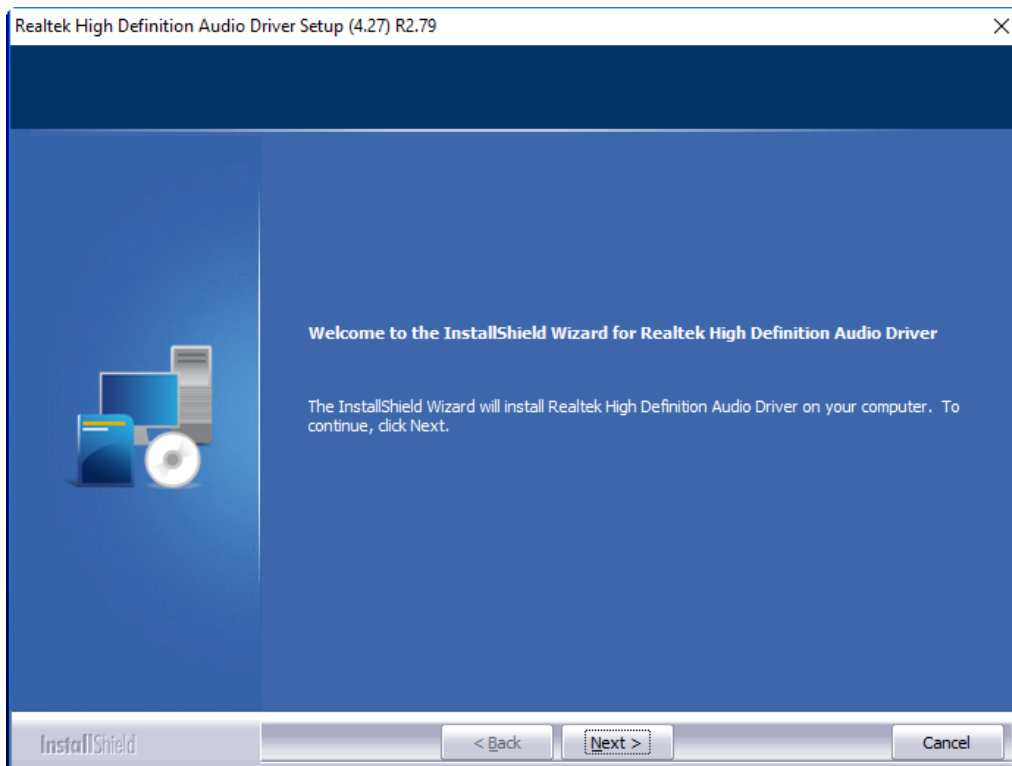 Realtek High Definition Audio Driver Setup (4.27) R2.79
Welcome to the InstallShield Wizard for Realtek High Definition Audio Driver
The InstallShield Wizard will install Realtek High Definition Audio Driver on your computer.  To
continue, click Next.
InstallShield
< Back
Next >
Cancel